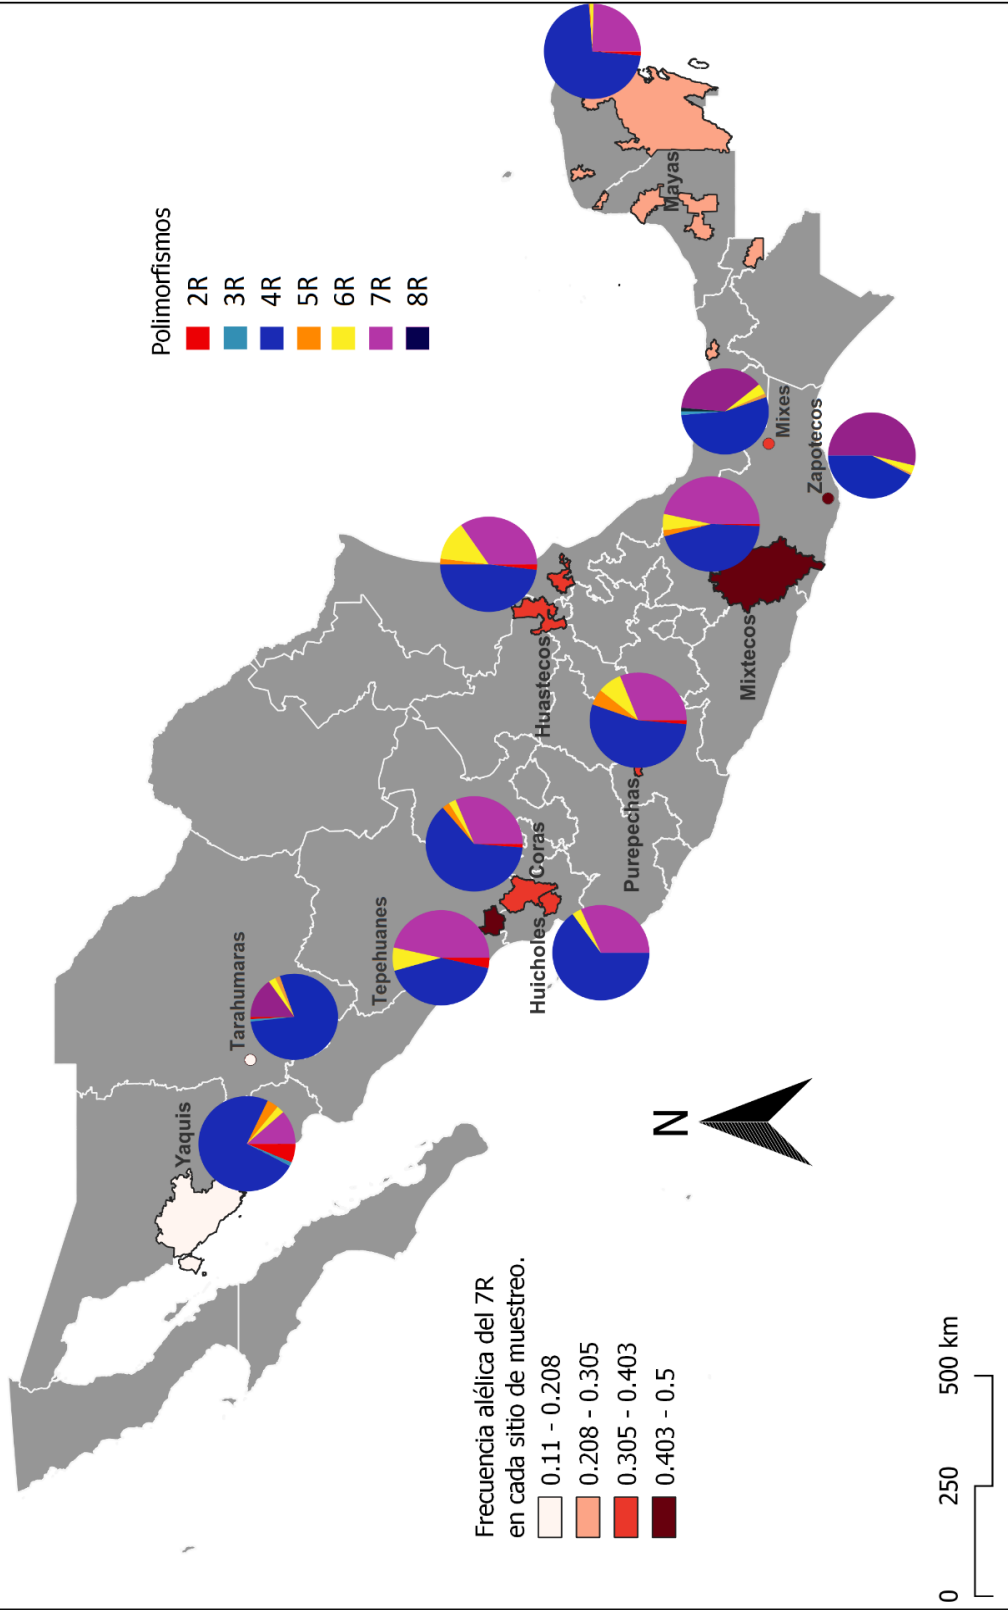 Polimorfismos
2R
3R
4R
5R
6R
7R
8R
Yaquis
Tarahumaras
Tepehuanes
Huicholes
Coras
Purepechas
Huastecos
Mixtecos
Zapotecos
Mixes
Mayas
N
Frecuencia alélica del 7R
en cada sitio de muestreo.
0.11 - 0.208
0.208 - 0.305
0.305 - 0.403
0.403 - 0.5
0 250 500 km